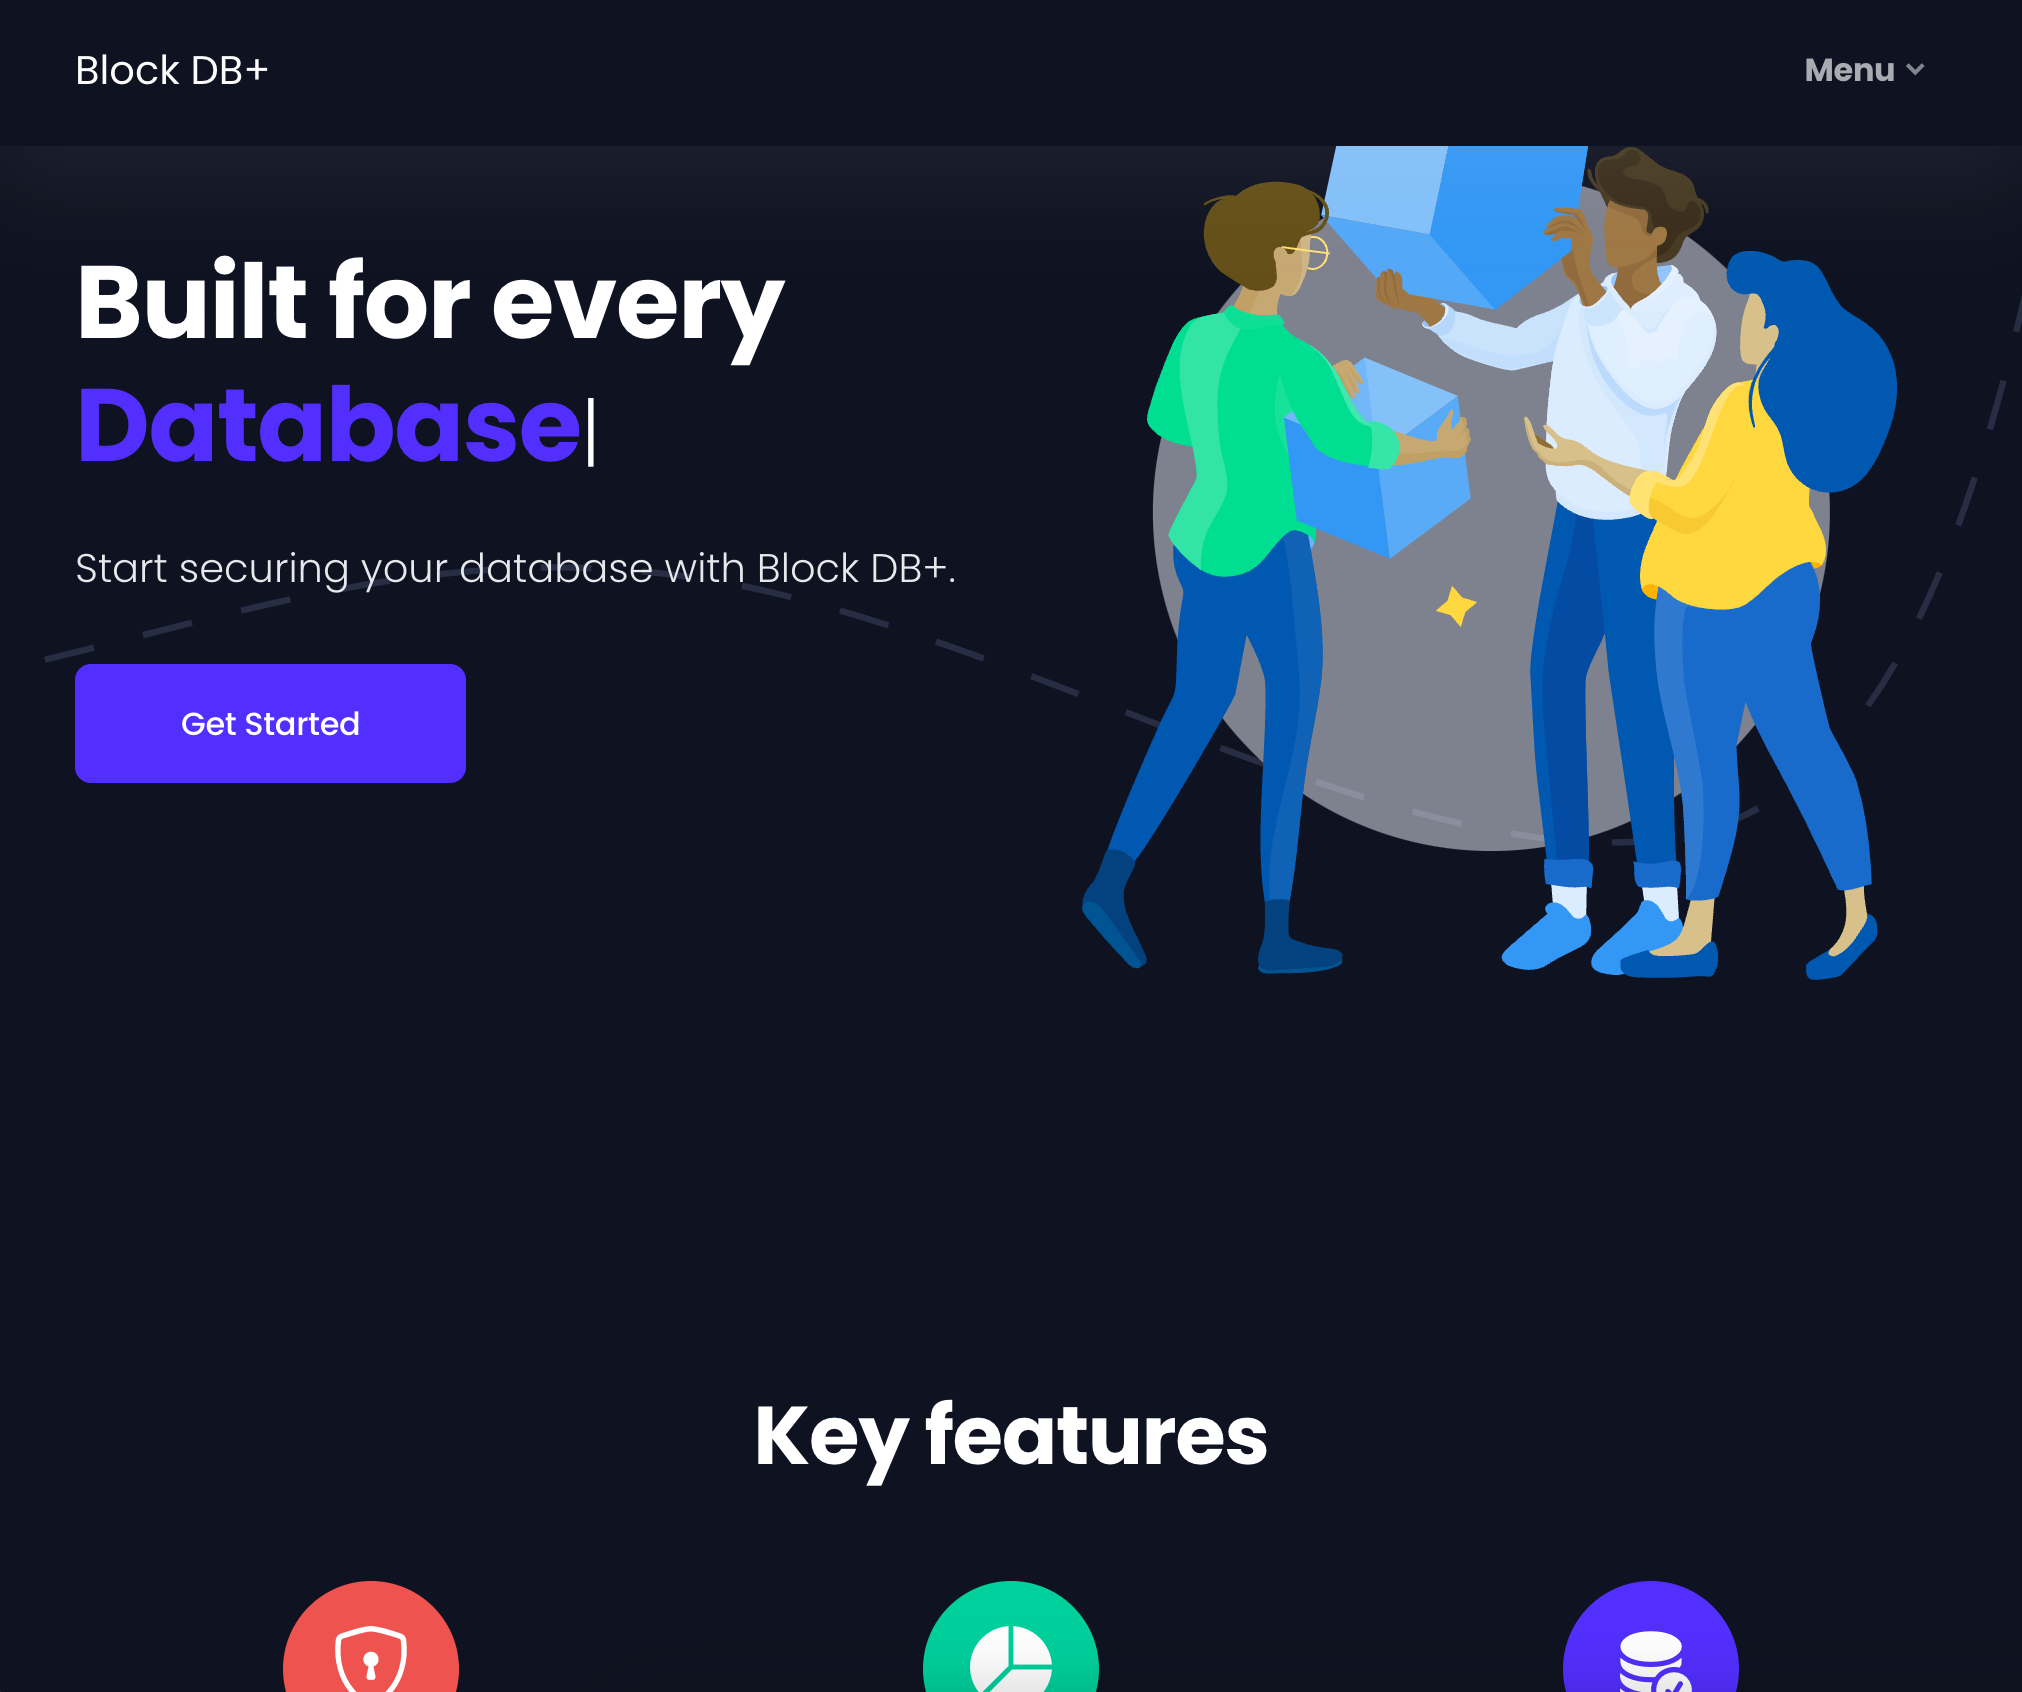 Block DB+
Menu
Built for every
Database|
Start securing your database with Block DB+.
Get Started
Key features